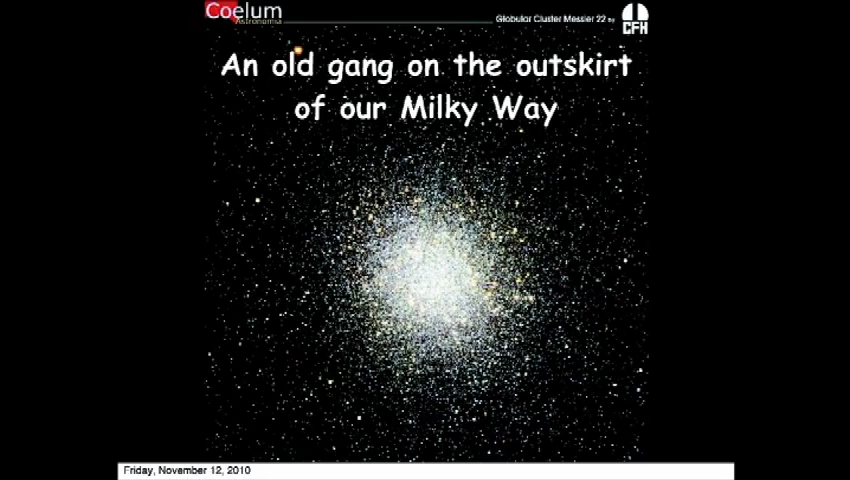 Coelum
Astronomia
Globular Cluster Messier 22 by
CFH
An old gang on the outskirt
of our Milky Way
Friday, November 12, 2010